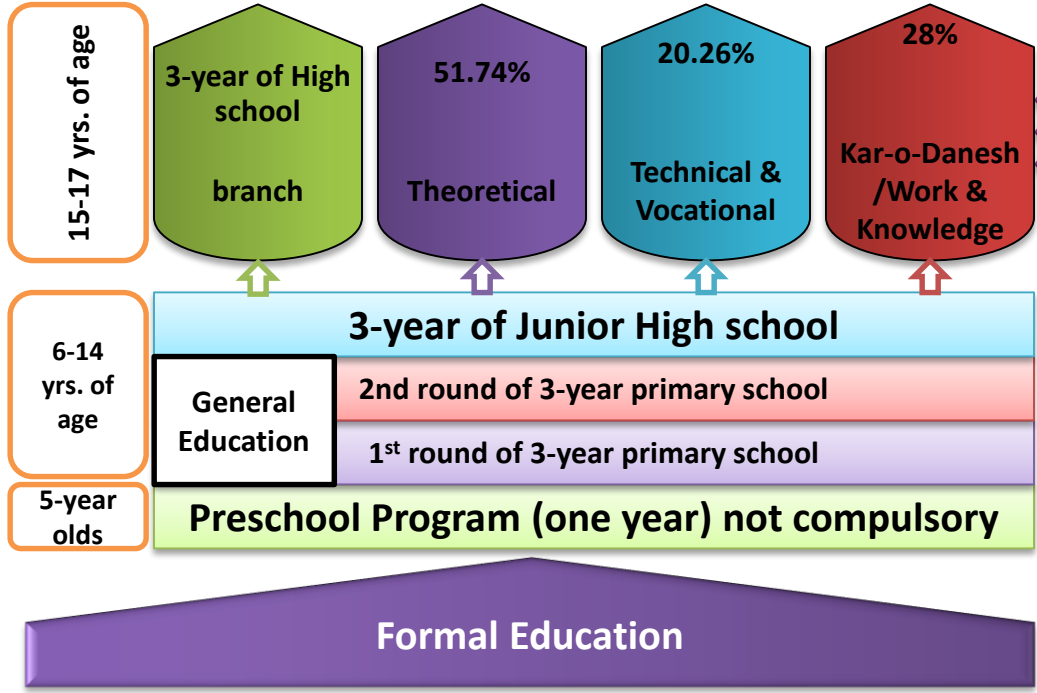 15-17 yrs. of age
3-year of High
school
branch
51.74%
Theoretical
20.26%
Technical &
Vocational
28%
Kar-o-Danesh
/Work &
Knowledge
6-14
yrs. of
age
3-year of Junior High school
General
Education
2nd round of 3-year primary school
1st round of 3-year primary school
5-year
olds
Preschool Program (one year) not compulsory
Formal Education